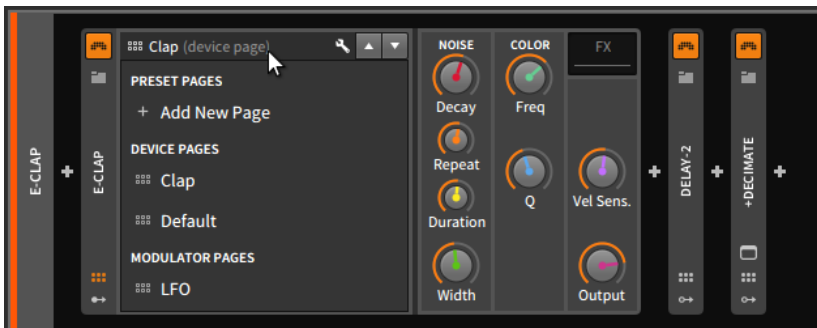 E-CLAP
E-CLAP
Clap (device page)
PRESET PAGES
+ Add New Page
DEVICE PAGES
Clap
Default
MODULATOR PAGES
LFO
NOISE
Decay
Repeat
Duration
Width
COLOR
Freq
Q
FX
Vel Sens.
Output
DELAY-2
+DECIMATE